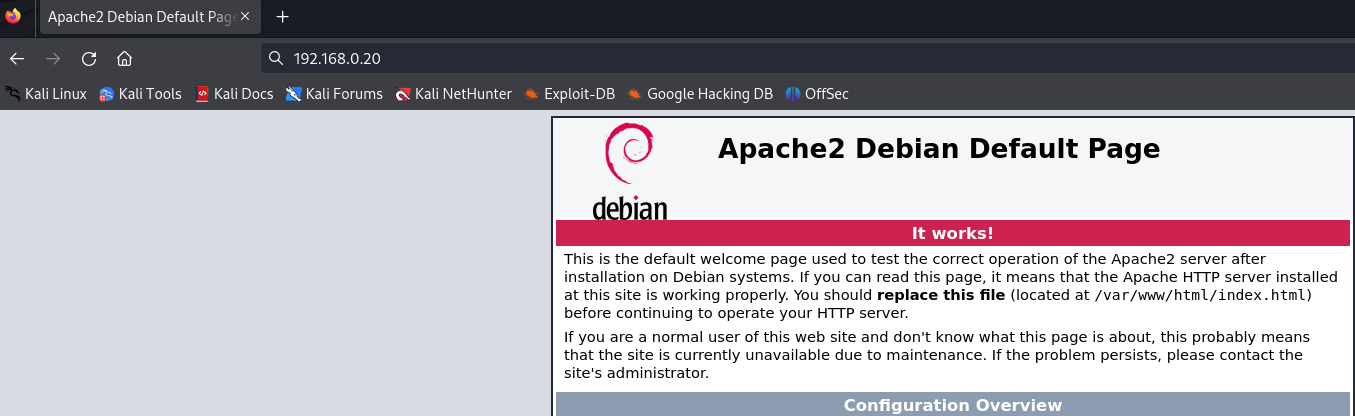 Apache2 Debian Default Pag
192.168.0.20
Kali Linux Kali Tools Kali Docs Kali Forums Kali NetHunter Exploit-DB Google Hacking DB OffSec
debian
Apache2 Debian Default Page
It works!
This is the default welcome page used to test the correct operation of the Apache2 server after
installation on Debian systems. If you can read this page, it means that the Apache HTTP server installed
at this site is working properly. You should replace this file (located at /var/www/html/index.html)
before continuing to operate your HTTP server.
If you are a normal user of this web site and don't know what this page is about, this probably means
that the site is currently unavailable due to maintenance. If the problem persists, please contact the
site's administrator.
Configuration Overview